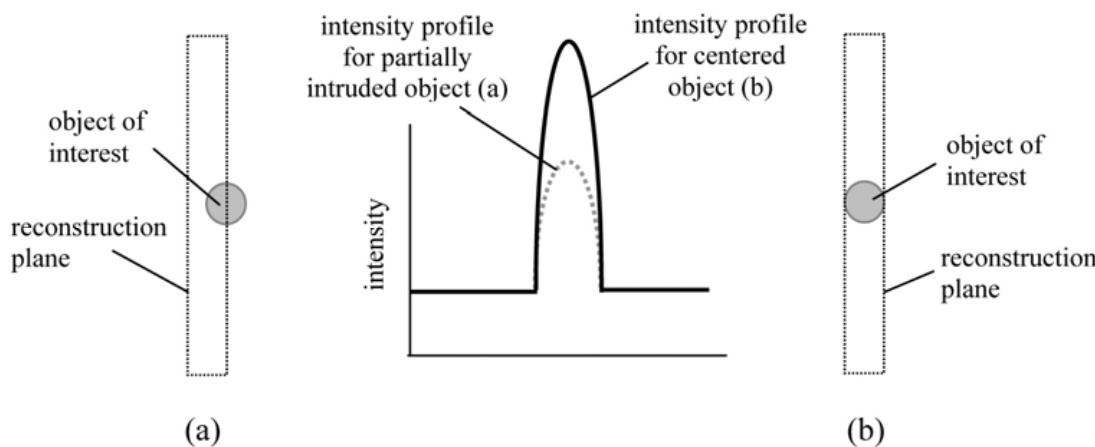 object of
interest
reconstruction
plane
(a)
intensity profile
for partially
intruded object (a)
intensity profile
for centered
object (b)
intensity
object of
interest
reconstruction
plane
(b)